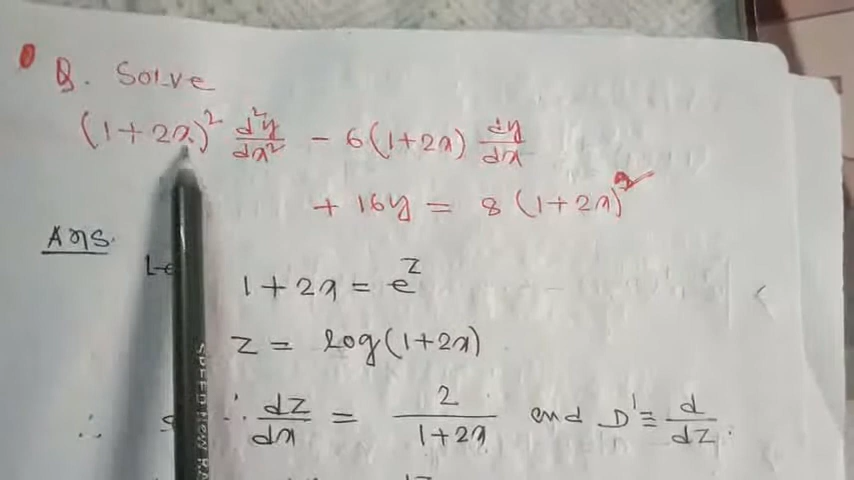 Q. Solve
(1+2x)² d²y/dx² - 6(1+2x) dy/dx
+ 16y = 8(1+2x)²
Ans.
1+2x = e^z
z = log(1+2x)
∴ ∴ dz/dx = 2/(1+2x) and D' ≡ d/dz.